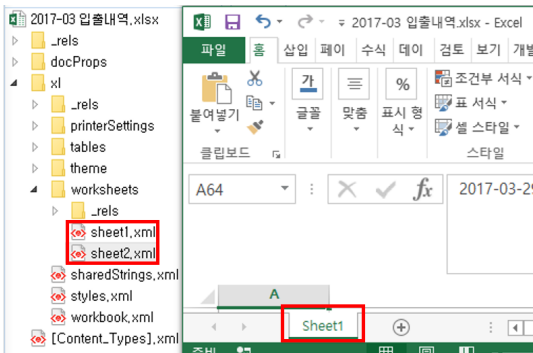 2017-03 입출내역.xlsx
_rels
docProps
xl
_rels
printerSettings
tables
theme
worksheets
_rels
sheet1.xml
sheet2.xml
sharedStrings.xml
styles.xml
workbook.xml
[Content_Types].xml
2017-03 입출내역.xlsx - Excel
파일 홈 삽입 페이 수식 데이 검토 보기 개발
붙여넣기
클립보드
가
글꼴
맞춤
%
표시 형식
조건부 서식
표 서식
셀 스타일
스타일
A64
fx
2017-03-29
A
Sheet1